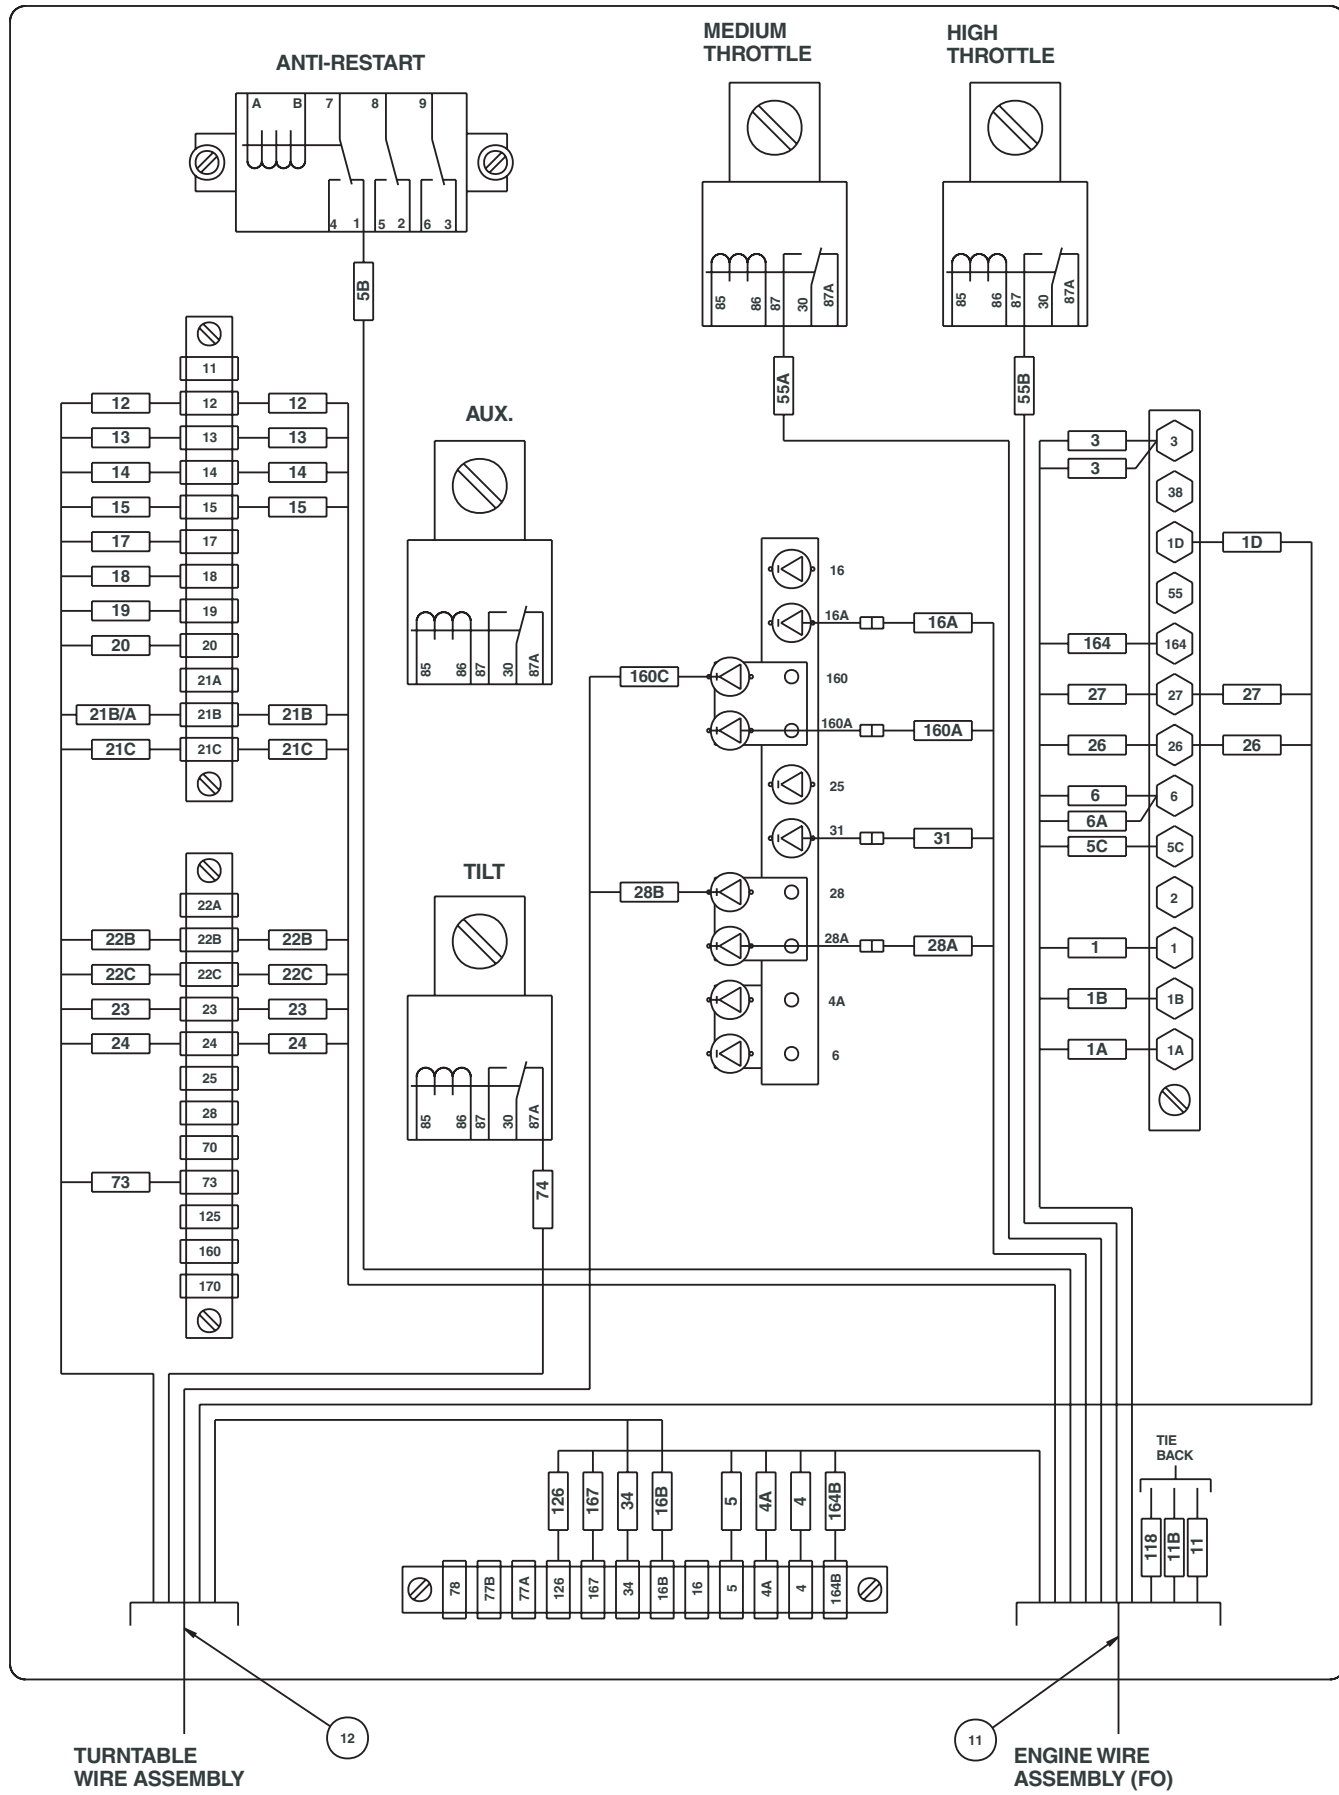 MEDIUM
THROTTLE
HIGH
THROTTLE
ANTI-RESTART
A B 7 8 9
4 1 5 2 6 3
5B
85 86 87 30 87A
85 86 87 30 87A
55A
55B
11
12 12 12
13 13 13
14 14 14
15 15 15
17 17
18 18
19 19
20 20
21A
21B/A 21B 21B
21C 21C 21C
AUX.
85 86 87 30 87A
3 3
3
38
1D 1D
55
164 164
27 27 27
26 26 26
6 6
6A
5C 5C
2
1 1
1B 1B
1A 1A
16
16A 16A
160C 160
160A 160A
25
31 31
28B 28
28A 28A
4A
6
22A
22B 22B 22B
22C 22C 22C
23 23 23
24 24 24
25
28
70
73 73
125
160
170
TILT
85 86 87 30 87A
74
TIE
BACK
126 167 34 16B 5 4A 4 164B
118 11B 11
78 77B 77A 126 167 34 16B 16 5 4A 4 164B
12
11
TURNTABLE
WIRE ASSEMBLY
ENGINE WIRE
ASSEMBLY (FO)